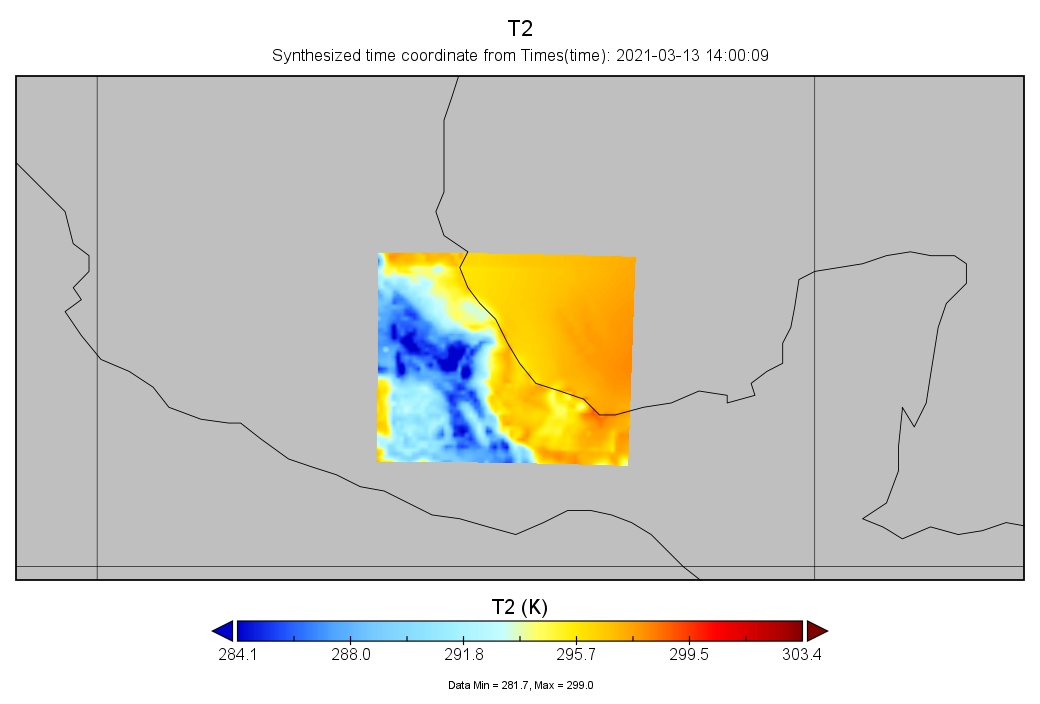 T2
Synthesized time coordinate from Times(time): 2021-03-13 14:00:09
T2 (K)
284.1 288.0 291.8 295.7 299.5 303.4
Data Min = 281.7, Max = 299.0